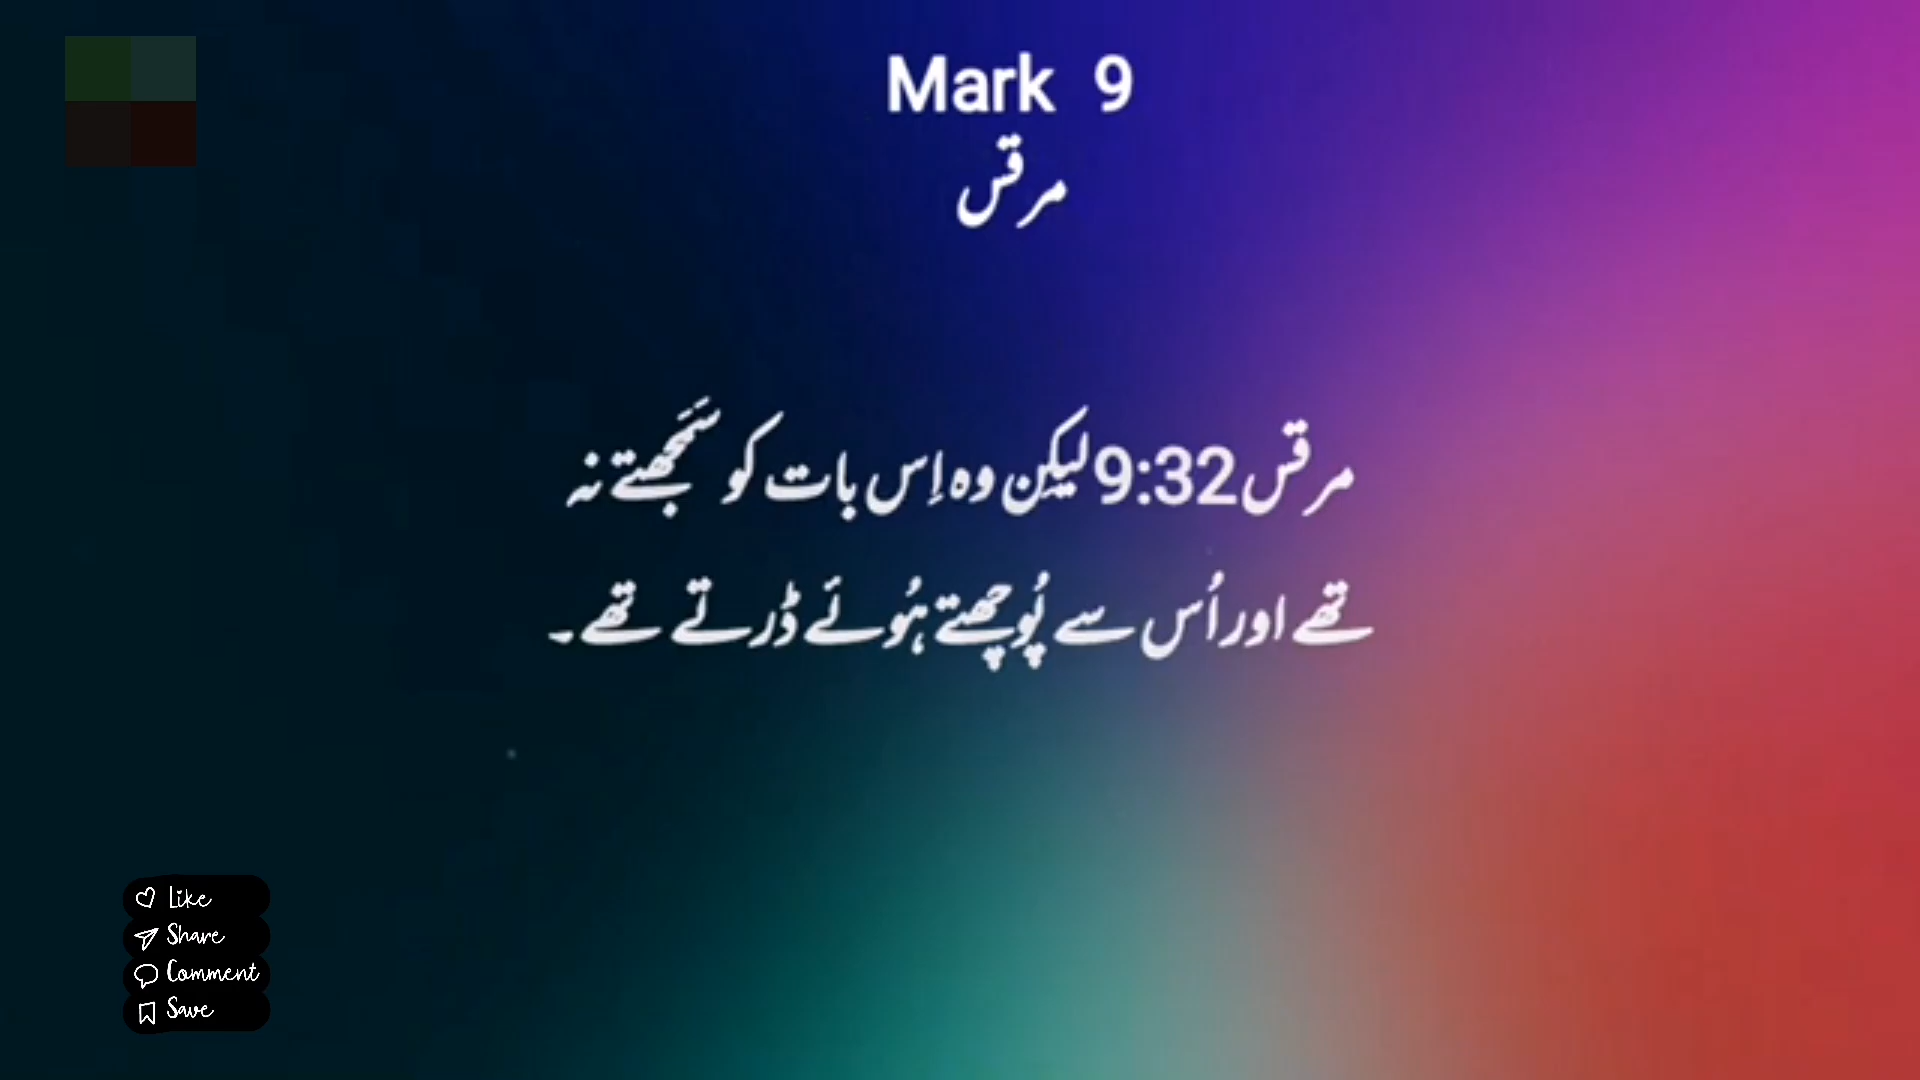 Mark 9
مرقس
مرقس 9:32 لیکن وہ اِس بات کو سَمَجھتے نہ
تھے اور اُس سے پُوچھتے ہُوئے ڈرتے تھے۔
Like
Share
Comment
Save